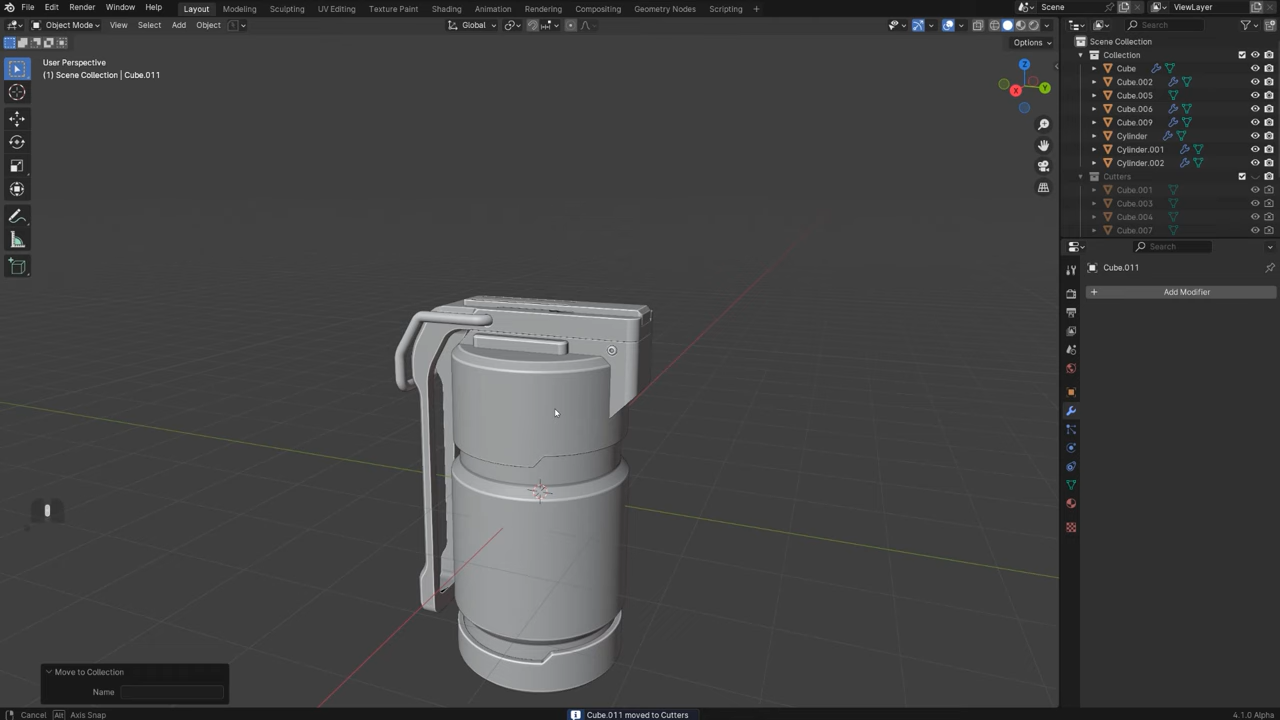 File Edit Render Window Help Layout Modeling Sculpting UV Editing Texture Paint Shading Animation Rendering Compositing Geometry Nodes Scripting Scene ViewLayer
Object Mode View Select Add Object Global Search
Options
User Perspective
(1) Scene Collection | Cube.011
Z
X
Y
Scene Collection
Collection
Cube
Cube.002
Cube.005
Cube.006
Cube.009
Cylinder
Cylinder.001
Cylinder.002
Cutters
Cube.001
Cube.003
Cube.004
Cube.007
Search
Cube.011
+ Add Modifier
Move to Collection
Name
Cancel Alt Axis Snap
Cube.011 moved to Cutters
4.1.0 Alpha